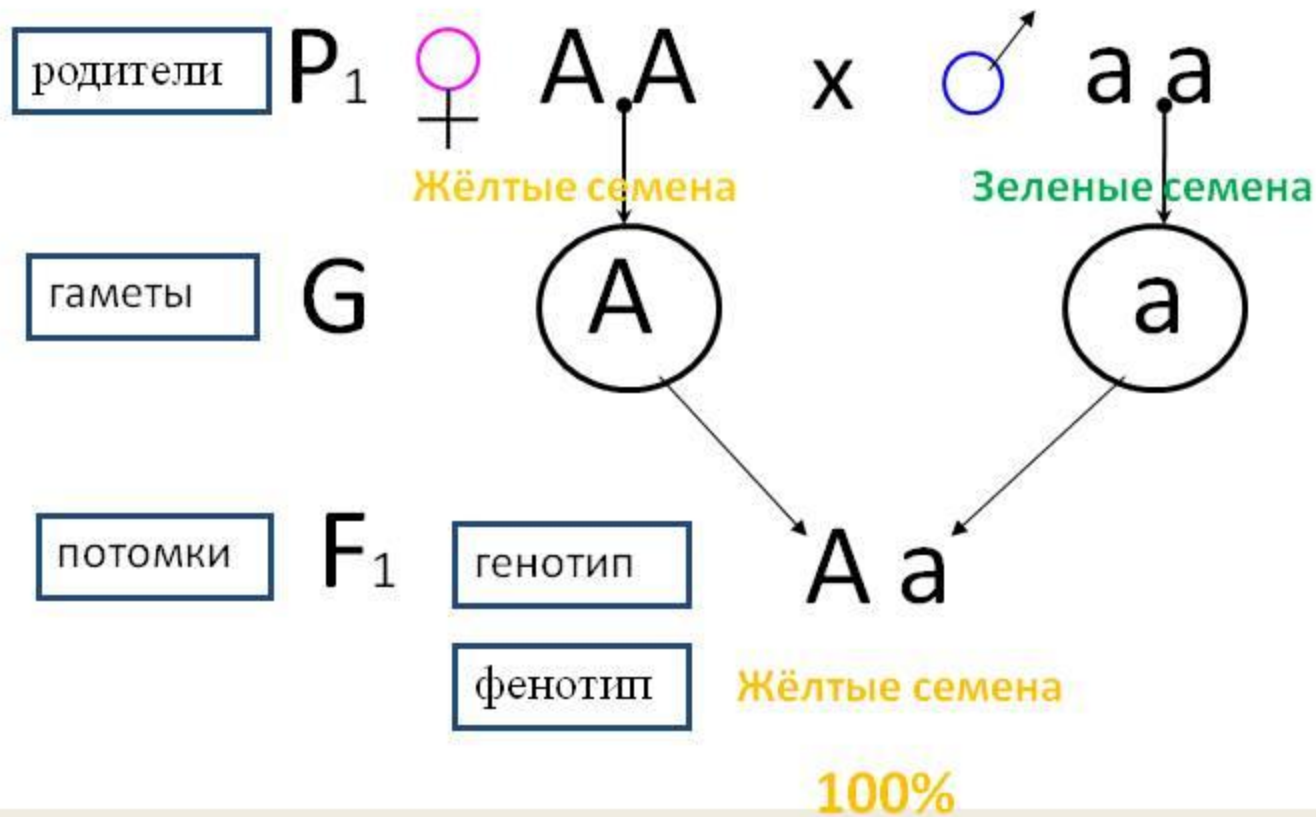 родители P₁ ♀ А А х ♂ а а
Жёлтые семена Зеленые семена
гаметы G А а
потомки F₁ генотип А а
фенотип Жёлтые семена
100%